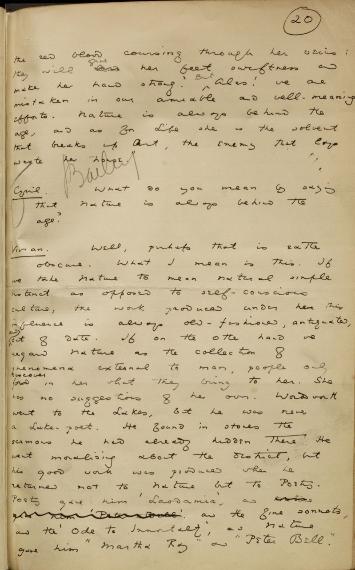 20
the red blood coursing through her veins:
they will give her feet swiftness and
make her hand strong. But Alas! we are
mistaken in our amiable and well-meaning
efforts. Nature is always behind the
age, and as for Life she is the solvent
that breaks up Art, the enemy that lays
waste her house.
Cyril. What do you mean by saying
that Nature is always behind the
age?
Vivian. Well, perhaps that is rather
obscure. What I mean is this. If
we take Nature to mean natural simple
instinct as opposed to self-conscious
culture, the work produced under this
influence is always old-fashioned, antiquated,
and out of date. If on the other hand we
regard Nature as the collection of
phenomena external to man, people only
discover in her what they bring to her. She
has no suggestions of her own. Wordsworth
went to the Lakes, but he was never
a Lake-poet. He found in stones the
sermons he had already hidden there. He
went moralising about the district, but
his good work was produced when he
returned not to Nature but to Poetry.
Poetry gave him 'Laodamia', and the fine sonnets,
and the 'Ode to Immortality', as Nature
gave him "Martha Ray" and "Peter Bell".